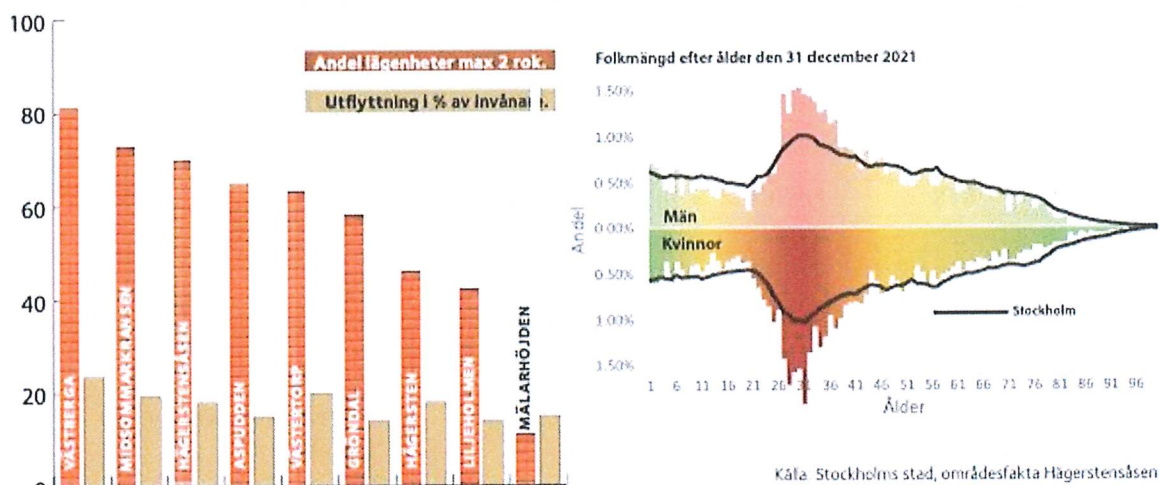 100
80
60
40
20
0
Andel lägenheter max 2 rok.
Utflyttning i % av invånare.
VÄSTBERGA
MIDSOMMARKRANSEN
HÄGERSTENSÅSEN
ASPUDDEN
VÄSTERTORP
GRÖNDAL
HÄGERSTEN
LILJEHOLMEN
MÄLARHÖJDEN
Folkmängd efter ålder den 31 december 2021
1.50%
1.00%
0.50%
0.00%
0.50%
1.00%
1.50%
Andel
Män
Kvinnor
Stockholm
1 6 11 16 21 26 31 36 41 46 51 56 61 66 71 76 81 86 91 96
Ålder
Källa Stockholms stad, områdesfakta Hägerstensåsen